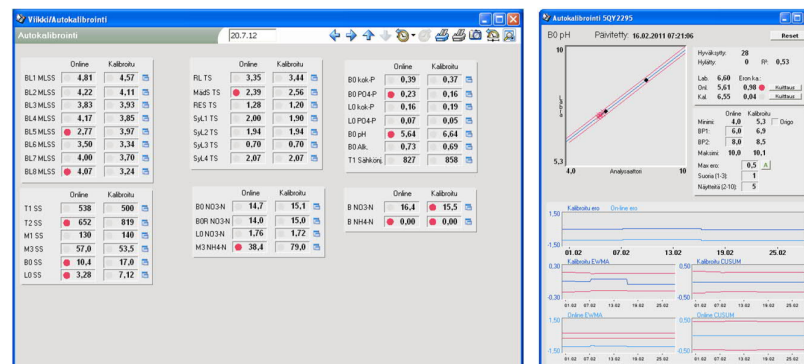 Viikki/Autokalibrointi
Autokalibrointi 20.7.12
Online Kalibroitu
BL1 MLSS 4,81 4,57
BL2 MLSS 4,22 4,11
BL3 MLSS 3,83 3,93
BL4 MLSS 4,17 3,85
BL5 MLSS 2,77 3,97
BL6 MLSS 3,50 3,34
BL7 MLSS 4,00 3,70
BL8 MLSS 4,07 3,24
Online Kalibroitu
RL TS 3,35 3,44
MädS TS 2,39 2,56
RES TS 1,28 1,20
SyL1 TS 2,00 1,90
SyL2 TS 1,94 1,94
SyL3 TS 0,70 0,70
SyL4 TS 2,07 2,07
Online Kalibroitu
B0 kok-P 0,39 0,37
B0 PO4-P 0,23 0,16
L0 kok-P 0,16 0,19
L0 PO4-P 0,07 0,05
B0 pH 5,64 6,64
B0 Alk. 0,73 0,69
T1 Sähkönj. 827 858
Online Kalibroitu
T1 SS 538 500
T2 SS 652 819
M1 SS 130 140
M3 SS 57,0 53,5
B0 SS 10,4 17,0
L0 SS 3,28 7,12
Online Kalibroitu
B0 NO3-N 14,7 15,1
B0R NO3-N 14,0 15,0
L0 NO3-N 1,76 1,72
M3 NH4-N 38,4 79,0
Online Kalibroitu
B NO3-N 16,4 15,5
B NH4-N 0,00 0,00
Autokalibrointi 5QY2295
B0 pH Päivitetty: 16.02.2011 07:21:06 Reset
10
5,3
4,0 Analysaattori 10
Hyväksytty: 28
Hylätty: 0 R²: 0,53
Lab. 6,60 Eron ka.:
Onl. 5,61 0,98 Kuittaus
Kal. 6,55 0,04 Kuittaus
Online Kalibroitu
Minimi: 4,0 5,3 Origo
BP1: 6,0 6,9
BP2: 8,0 8,5
Maksimi: 10,0 10,1
Max ero: 0,5 A
Suoria (1-3): 1
Näytteitä (2-10): 5
Kalibroitu ero Online ero
1,50
-1,50
01.02 07.02 13.02 19.02 25.02
Kalibroitu EWMA
0,30
-0,30
01.02 07.02 13.02 19.02 25.02
Kalibroitu CUSUM
0,50
-0,50
01.02 07.02 13.02 19.02 25.02
Online EWMA
1,50
-1,50
01.02 07.02 13.02 19.02 25.02
Online CUSUM
0,50
-0,50
01.02 07.02 13.02 19.02 25.02